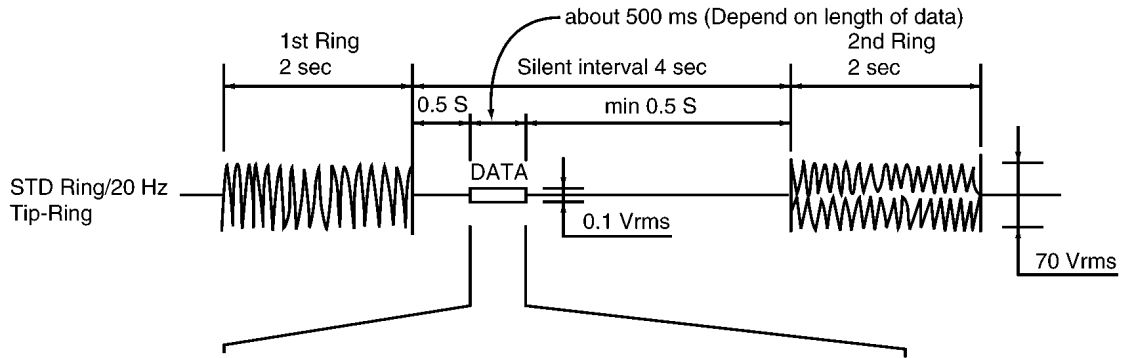 about 500 ms (Depend on length of data)
1st Ring
2 sec
Silent interval 4 sec
2nd Ring
2 sec
0.5 S
min 0.5 S
DATA
STD Ring/20 Hz
Tip-Ring
0.1 Vrms
70 Vrms